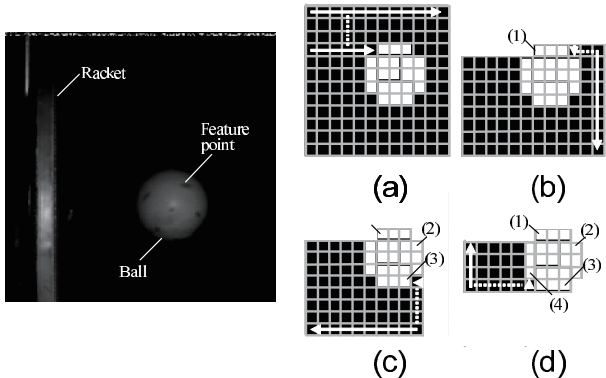 Racket
Feature
point
Ball
(1)
(a)
(b)
(2)
(3)
(c)
(1)
(2)
(3)
(4)
(d)